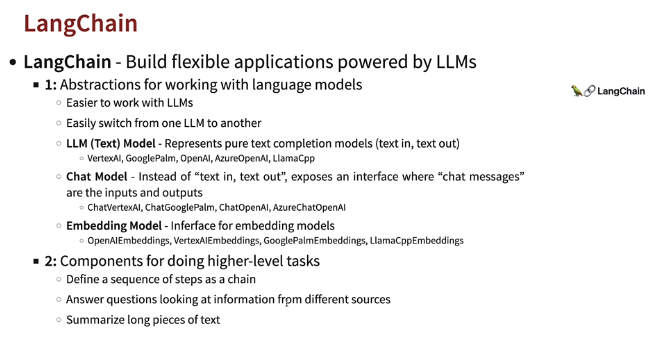 LangChain
LangChain - Build flexible applications powered by LLMs
1: Abstractions for working with language models
LangChain
Easier to work with LLMs
Easily switch from one LLM to another
LLM (Text) Model - Represents pure text completion models (text in, text out)
VertexAI, GooglePalm, OpenAI, AzureOpenAI, LlamaCpp
Chat Model - Instead of "text in, text out", exposes an interface where "chat messages"
are the inputs and outputs
ChatVertexAI, ChatGooglePalm, ChatOpenAI, AzureChatOpenAI
Embedding Model - Inferface for embedding models
OpenAIEmbeddings, VertexAIEmbeddings, GooglePalmEmbeddings, LlamaCppEmbeddings
2: Components for doing higher-level tasks
Define a sequence of steps as a chain
Answer questions looking at information from different sources
Summarize long pieces of text